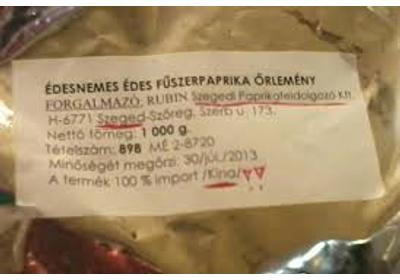 ÉDESNEMES ÉDES FŰSZERPAPRIKA ŐRLEMÉNY
FORGALMAZÓ: RUBIN Szegedi Paprikafeldolgozó Kft.
H-6771 Szeged-Szőreg, Szerb u. 173.
Nettó tömeg: 1 000 g
Tételszám: 898 MÉ 2-8720
Minőségét megőrzi: 30/júl/2013
A termék 100 % import /Kína/ ??